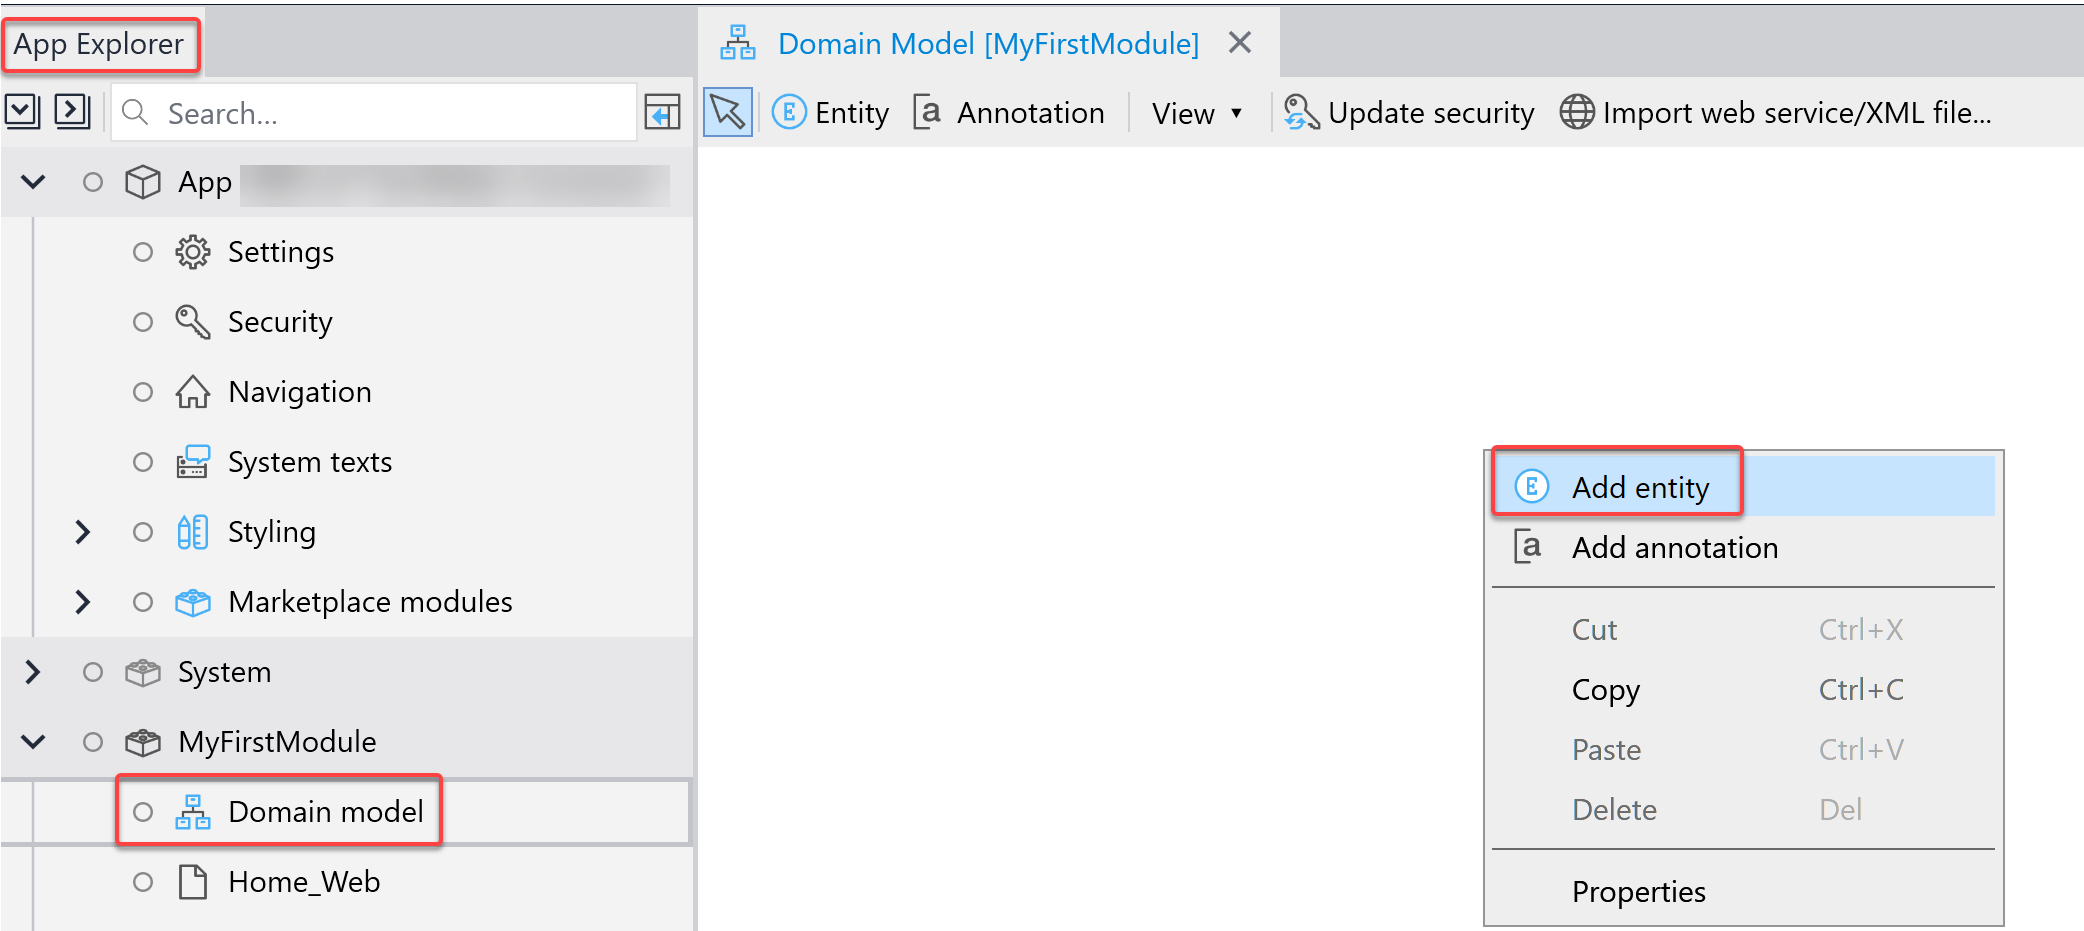 App Explorer
Domain Model [MyFirstModule]
Search...
Entity
Annotation
View
Update security
Import web service/XML file...
App
Settings
Security
Navigation
System texts
Styling
Marketplace modules
System
MyFirstModule
Domain model
Home_Web
Add entity
Add annotation
Cut Ctrl+X
Copy Ctrl+C
Paste Ctrl+V
Delete Del
Properties